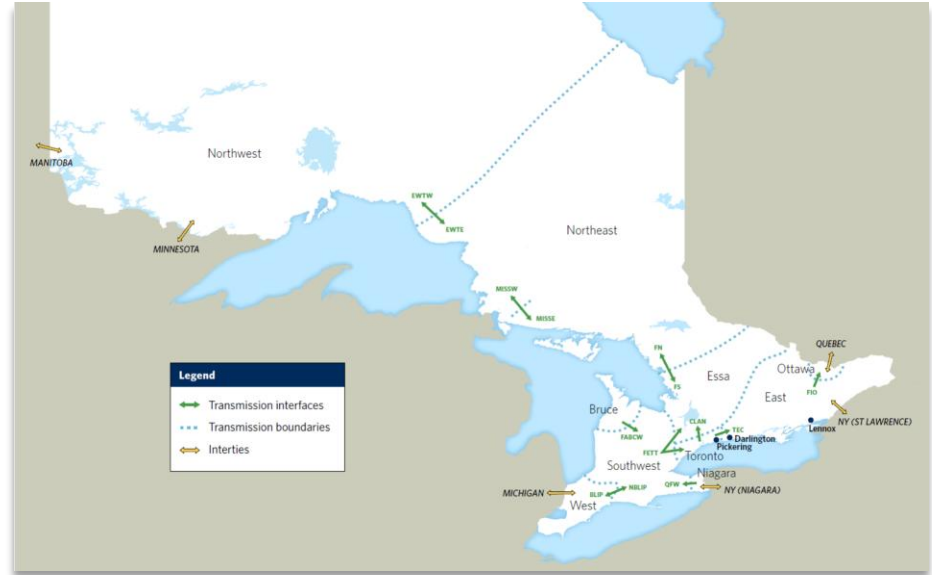 Northwest
MANITOBA
MINNESOTA
EWTW
EWTE
Northeast
MISSW
MISSE
FN
FS
Essa
QUEBEC
Ottawa
FIO
East
NY (ST LAWRENCE)
Lennox
Bruce
FABCW
CLAN
TEC
Darlington
Pickering
FETT
Toronto
Southwest
Niagara
QFW
NY (NIAGARA)
MICHIGAN
BLIP
NBLIP
West
Legend
Transmission interfaces
Transmission boundaries
Interties